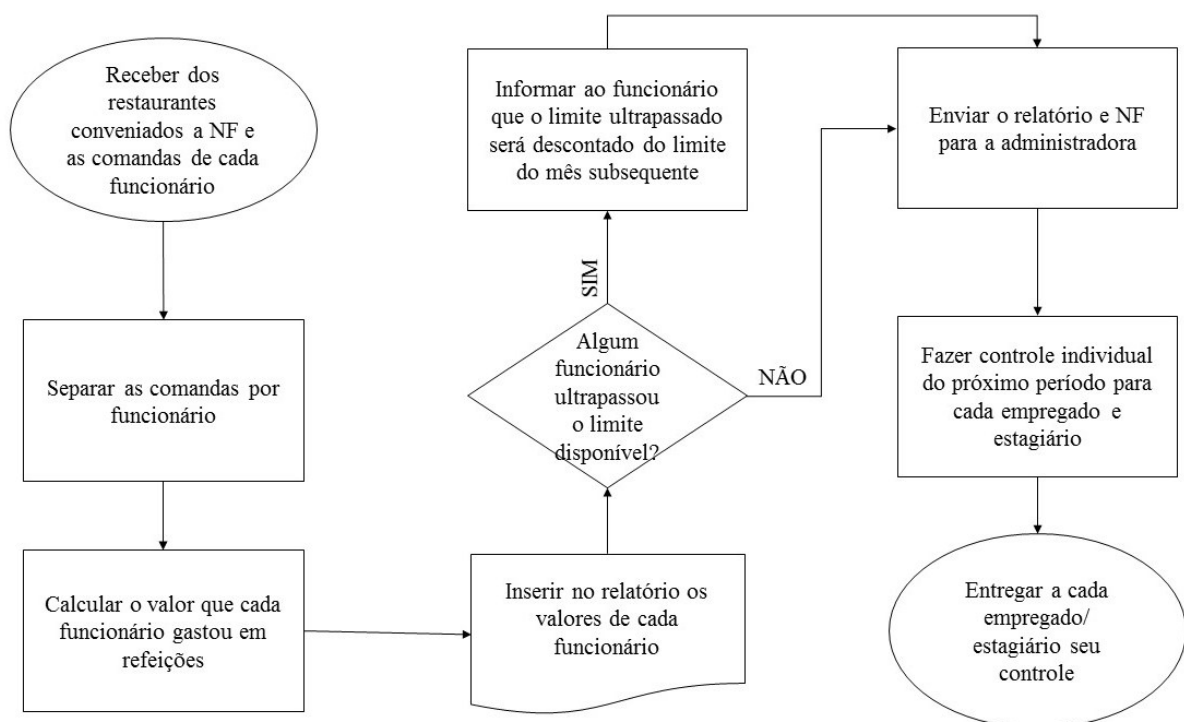 Receber dos
restaurantes
conveniados a NF e
as comandas de cada
funcionário
Separar as comandas por
funcionário
Calcular o valor que cada
funcionário gastou em
refeições
Inserir no relatório os
valores de cada
funcionário
Algum
funcionário
ultrapassou
o limite
disponível?
SIM
NÃO
Informar ao funcionário
que o limite ultrapassado
será descontado do limite
do mês subsequente
Enviar o relatório e NF
para a administradora
Fazer controle individual
do próximo período para
cada empregado e
estagiário
Entregar a cada
empregado/
estagiário seu
controle